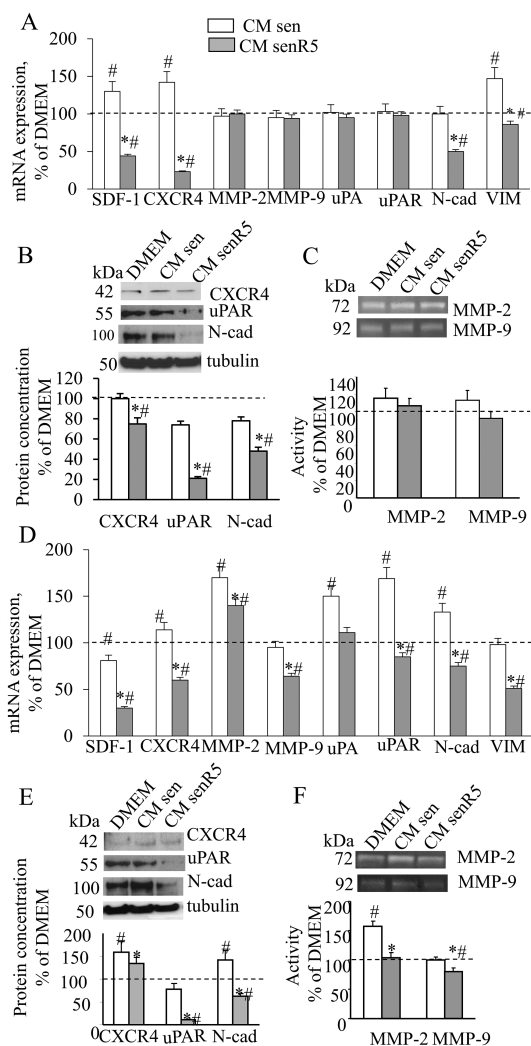 A
CM sen
CM senR5
mRNA expression,
% of DMEM
200
150
100
50
0
# # #
*# *# *# *#
SDF-1 CXCR4 MMP-2 MMP-9 uPA uPAR N-cad VIM
B
kDa DMEM CM sen CM senR5
42 CXCR4
55 uPAR
100 N-cad
50 tubulin
Protein concentration
% of DMEM
120
100
80
60
40
20
0
*# *# *#
CXCR4 uPAR N-cad
C
kDa DMEM CM sen CM senR5
72 MMP-2
92 MMP-9
Activity
% of DMEM
140
120
100
80
60
40
20
0
MMP-2 MMP-9
D
mRNA expression,
% of DMEM
200
150
100
50
0
# # # # # #
*# *# *# *# *# *# *#
SDF-1 CXCR4 MMP-2 MMP-9 uPA uPAR N-cad VIM
E
kDa DMEM CM sen CM senR5
42 CXCR4
55 uPAR
100 N-cad
50 tubulin
Protein concentration
% of DMEM
200
150
100
50
0
# * *# # *#
CXCR4 uPAR N-cad
F
kDa DMEM CM sen CM senR5
72 MMP-2
92 MMP-9
Activity
% of DMEM
200
150
100
50
0
# * *#
MMP-2 MMP-9